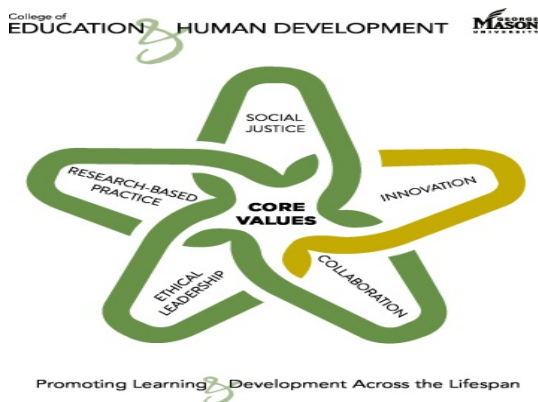 College of
EDUCATION & HUMAN DEVELOPMENT
GEORGE
MASON
UNIVERSITY
SOCIAL
JUSTICE
RESEARCH-BASED
PRACTICE
CORE
VALUES
INNOVATION
ETHICAL
LEADERSHIP
COLLABORATION
Promoting Learning & Development Across the Lifespan